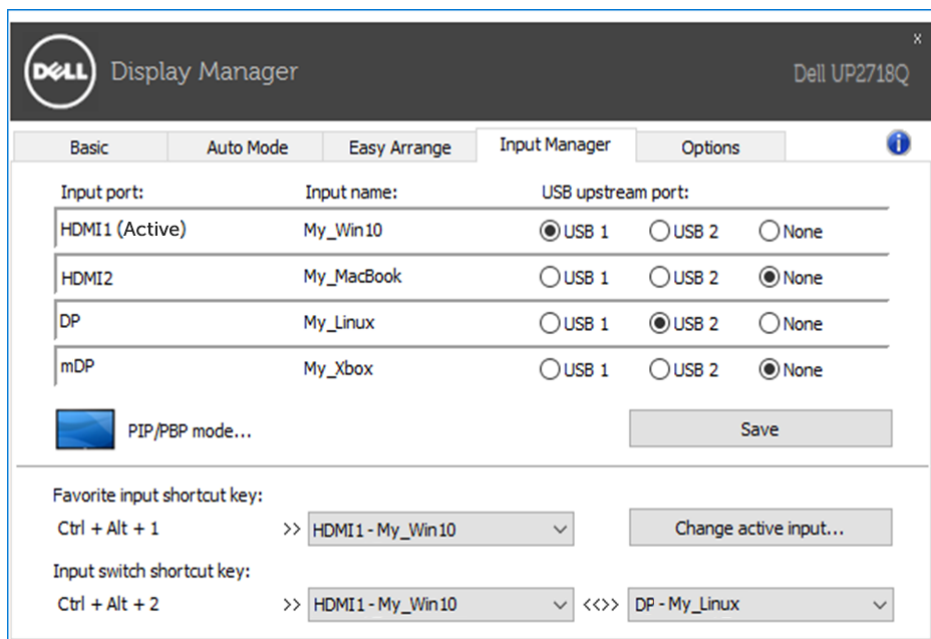 x
DELL Display Manager
Dell UP2718Q
Basic Auto Mode Easy Arrange Input Manager Options i
Input port: Input name: USB upstream port:
HDMI1 (Active) My_Win10 USB 1 USB 2 None
HDMI2 My_MacBook USB 1 USB 2 None
DP My_Linux USB 1 USB 2 None
mDP My_Xbox USB 1 USB 2 None
PIP/PBP mode... Save
Favorite input shortcut key:
Ctrl + Alt + 1 >> HDMI1 - My_Win10 Change active input...
Input switch shortcut key:
Ctrl + Alt + 2 >> HDMI1 - My_Win10 <<>> DP - My_Linux